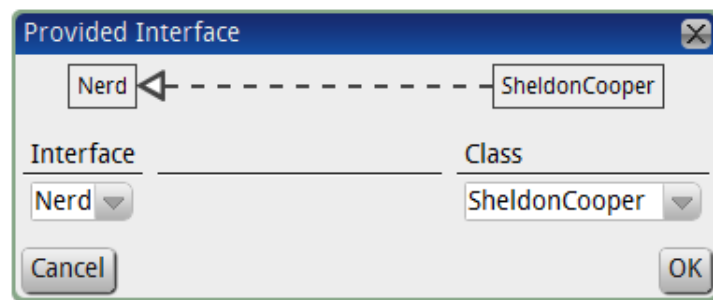 Provided Interface
Nerd SheldonCooper
Interface Class
Nerd SheldonCooper
Cancel OK